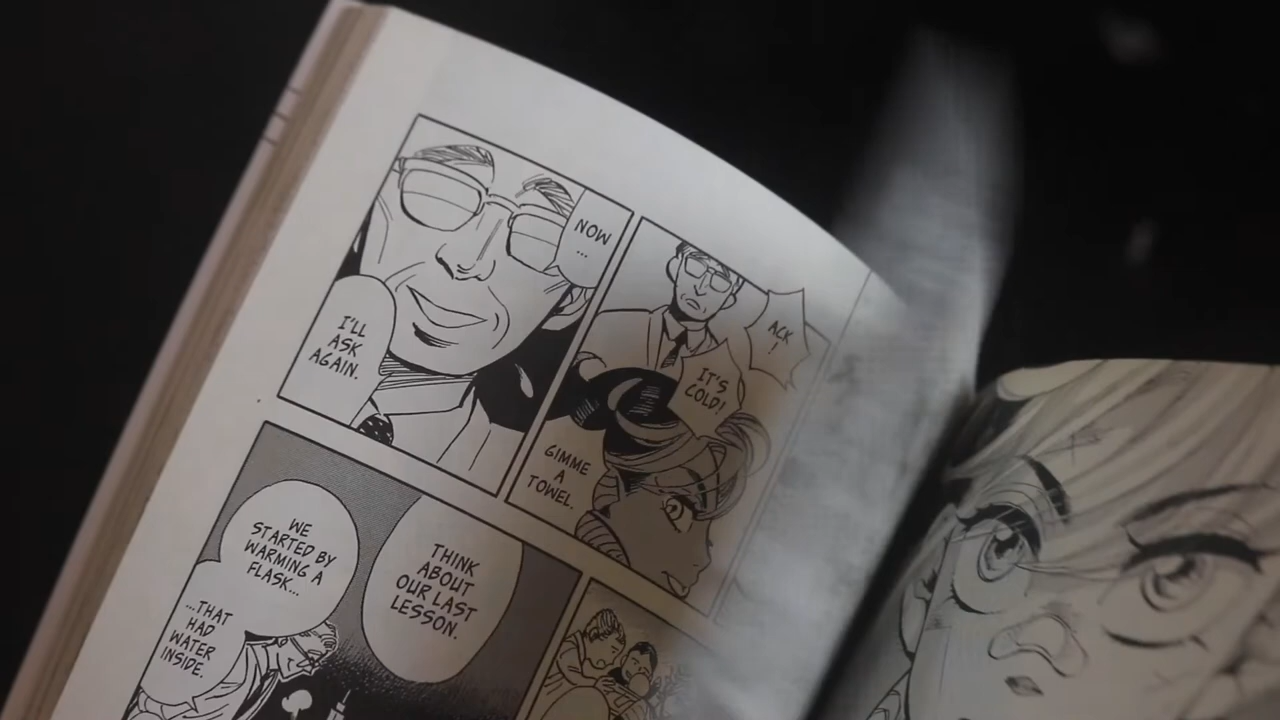 ACK
!
IT'S
COLD!
GIMME
A
TOWEL.
NOW
...
I'LL
ASK
AGAIN.
THINK
ABOUT
OUR LAST
LESSON.
WE
STARTED BY
WARMING A
FLASK...
...THAT
HAD
WATER
INSIDE.